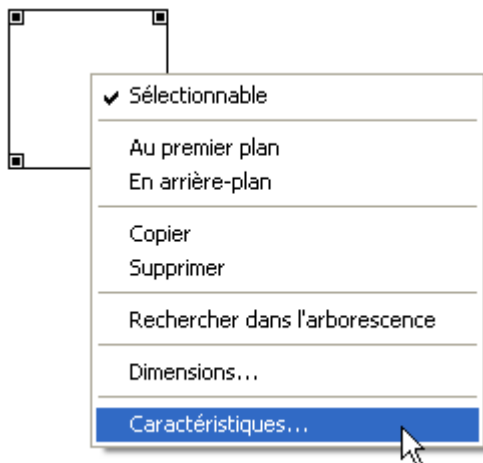 Sélectionnable
Au premier plan
En arrière-plan
Copier
Supprimer
Rechercher dans l'arborescence
Dimensions...
Caractéristiques...